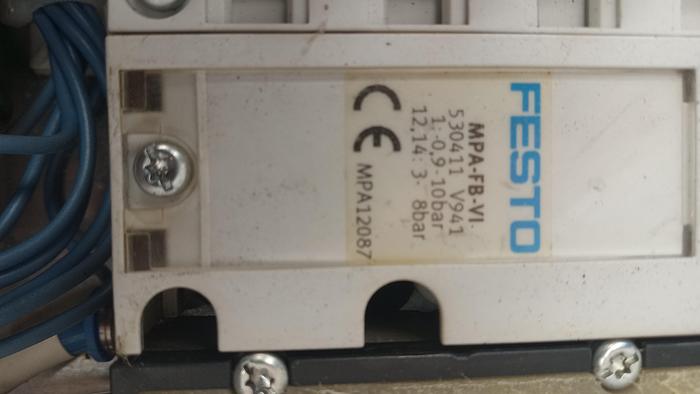 FESTO
MPA-FB-VI
530411 V941
1: -0,9-10bar
12,14: 3- 8bar
CE MPA12087